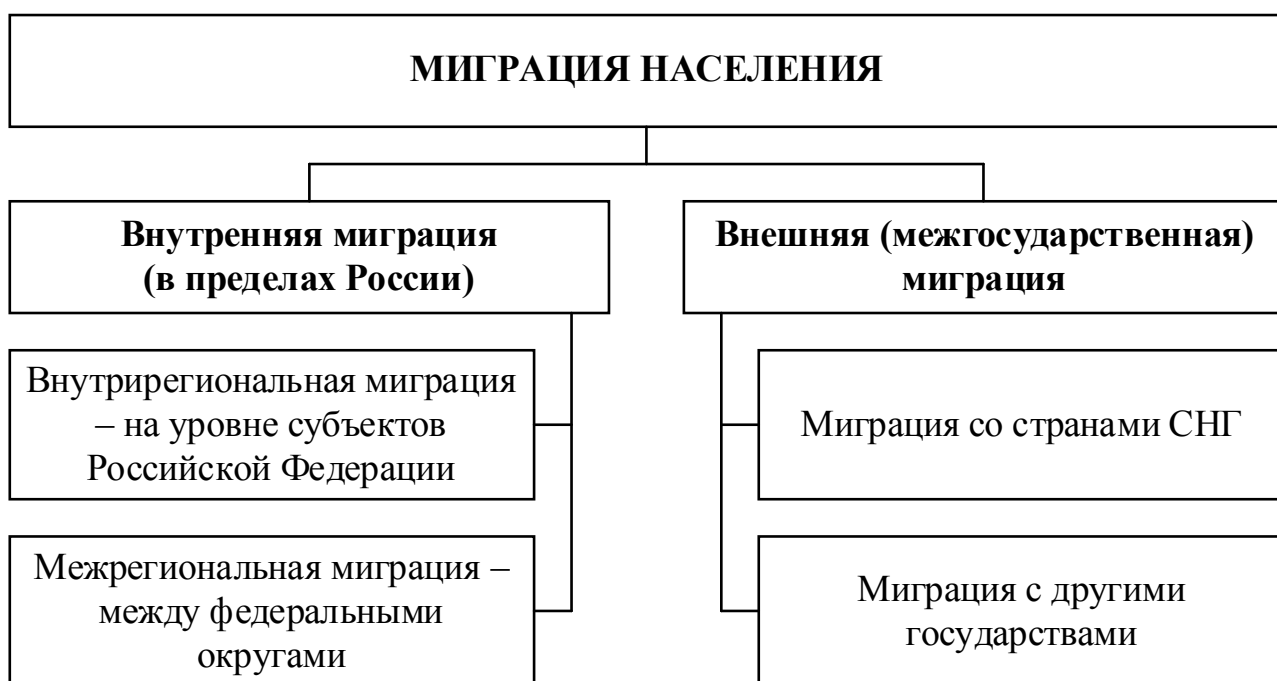 МИГРАЦИЯ НАСЕЛЕНИЯ
Внутренняя миграция
(в пределах России)
Внешняя (межгосударственная)
миграция
Внутрирегиональная миграция
– на уровне субъектов
Российской Федерации
Миграция со странами СНГ
Межрегиональная миграция –
между федеральными
округами
Миграция с другими
государствами